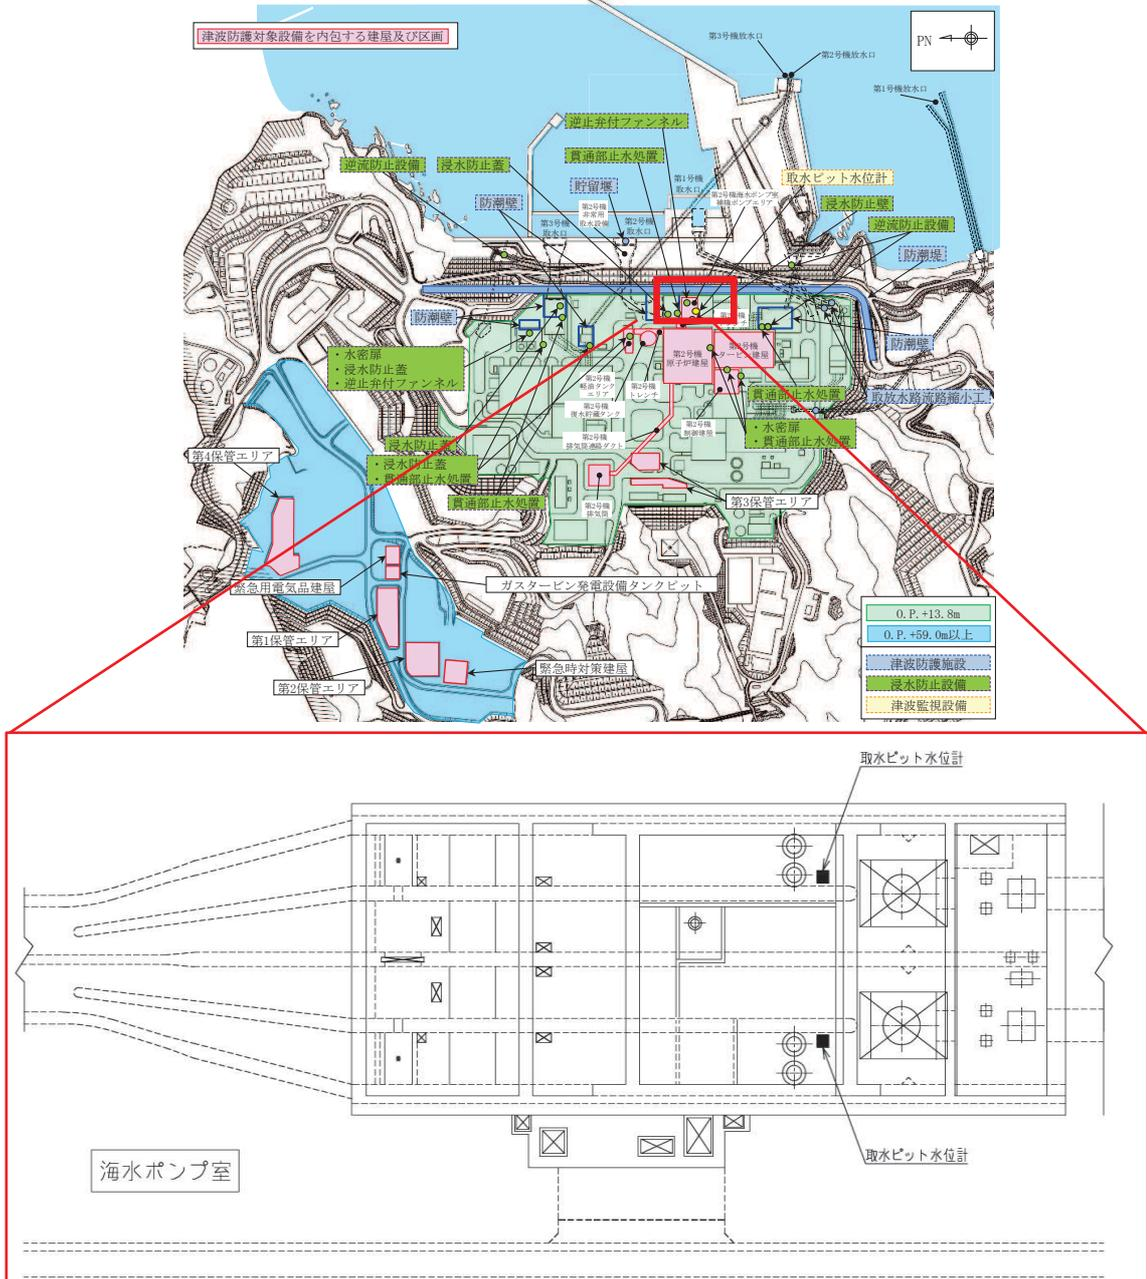 津波防護対象設備を内包する建屋及び区画
PN
第3号機放水口
第2号機放水口
第1号機放水口
逆止弁付ファンネル
逆流防止設備
浸水防止蓋
貫通部止水処置
第1号機
取水口
取水ピット水位計
貯留堰
防潮壁
第2号機海水ポンプ室
補機ポンプエリア
浸水防止壁
第2号機
非常用
取水設備
第3号機
取水口
第2号機
取水口
逆流防止設備
防潮堤
防潮壁
防潮壁
・水密扉
・浸水防止蓋
・逆止弁付ファンネル
第2号機
原子炉建屋
第2号機
タービン建屋
第2号機
軽油タンク
エリア
第2号機
トレンチ
貫通部止水処置
取放水路流路縮小工
第2号機
復水貯蔵タンク
第2号機
制御建屋
・水密扉
・貫通部止水処置
第2号機
排気筒連絡ダクト
浸水防止蓋
第4保管エリア
・浸水防止蓋
・貫通部止水処置
貫通部止水処置
第3保管エリア
第2号機
排気筒
緊急用電気品建屋
ガスタービン発電設備タンクピット
O.P.+13.8m
O.P.+59.0m以上
第1保管エリア
津波防護施設
緊急時対策建屋
浸水防止設備
第2保管エリア
津波監視設備
取水ピット水位計
取水ピット水位計
海水ポンプ室